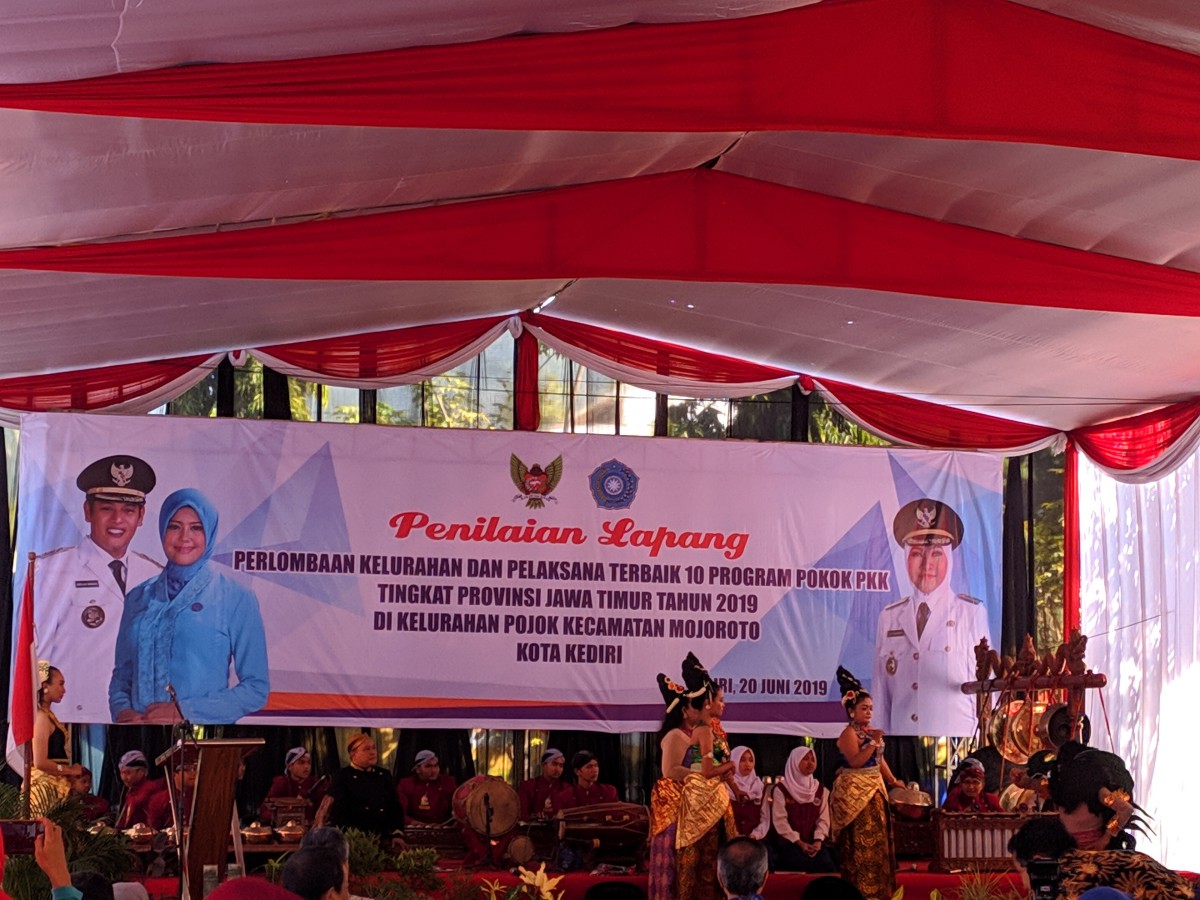 Penilaian Lapang
PERLOMBAAN KELURAHAN DAN PELAKSANA TERBAIK 10 PROGRAM POKOK PKK
TINGKAT PROVINSI JAWA TIMUR TAHUN 2019
DI KELURAHAN POJOK KECAMATAN MOJOROTO
KOTA KEDIRI
IRI, 20 JUNI 2019